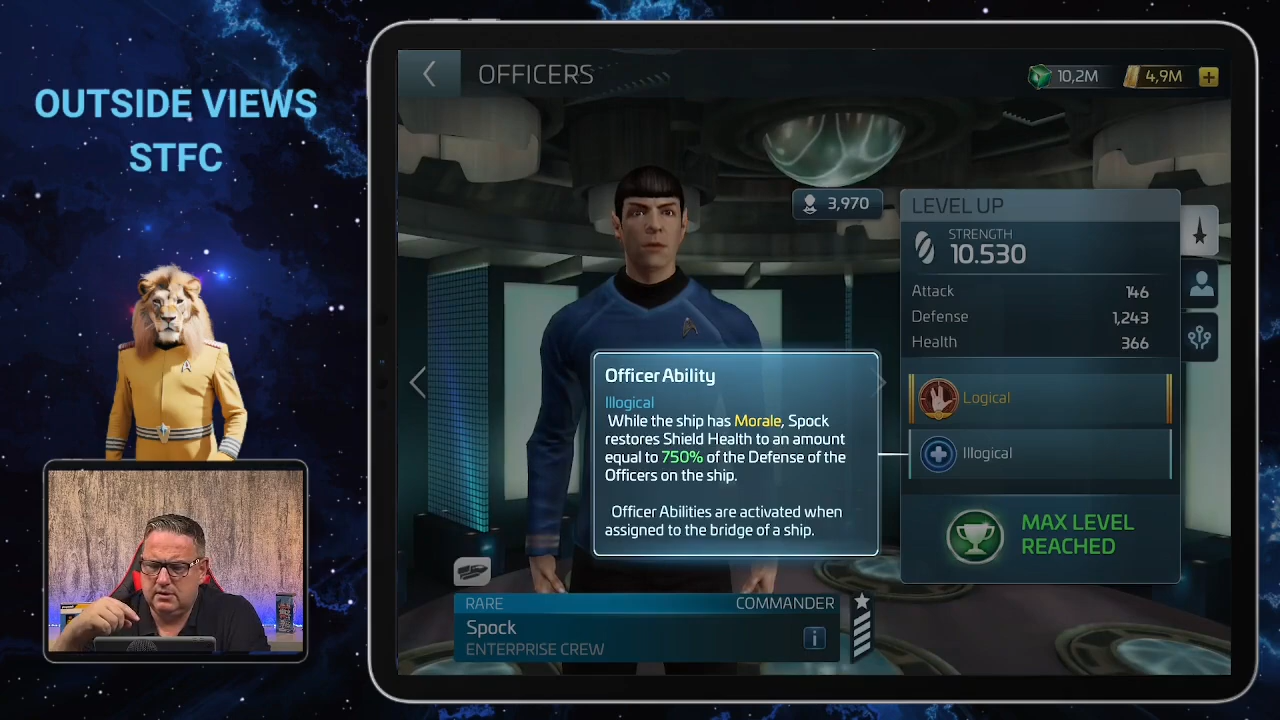 OUTSIDE VIEWS
STFC
OFFICERS
10,2M
4,9M
3,970
LEVEL UP
STRENGTH
10.530
Attack 146
Defense 1,243
Health 366
Logical
Illogical
MAX LEVEL
REACHED
Officer Ability
Illogical
While the ship has Morale, Spock
restores Shield Health to an amount
equal to 750% of the Defense of the
Officers on the ship.
Officer Abilities are activated when
assigned to the bridge of a ship.
RARE COMMANDER
Spock
ENTERPRISE CREW